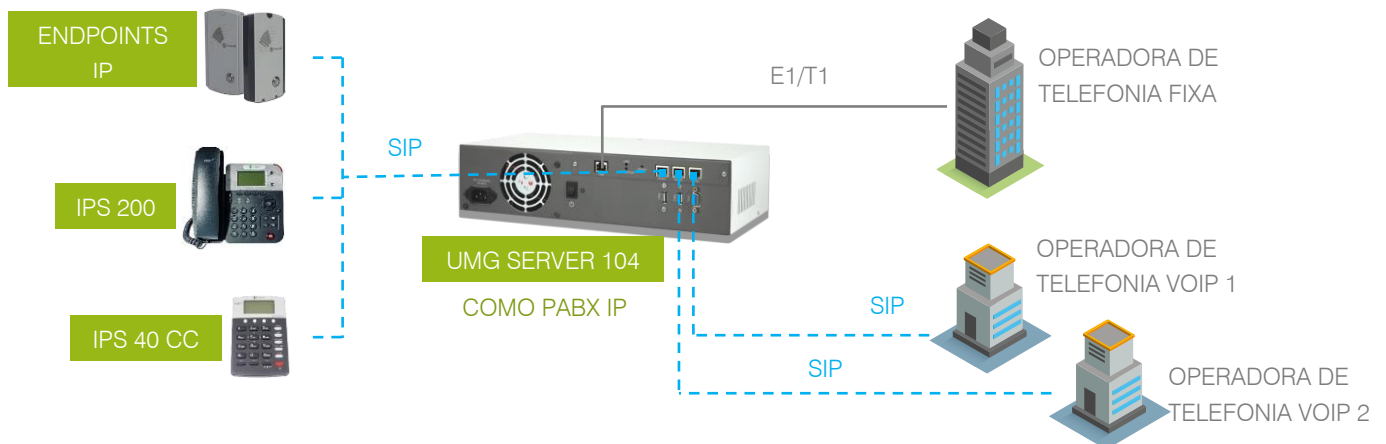 ENDPOINTS
IP
IPS 200
IPS 40 CC
SIP
UMG SERVER 104
COMO PABX IP
E1/T1
OPERADORA DE
TELEFONIA FIXA
SIP
OPERADORA DE
TELEFONIA VOIP 1
SIP
OPERADORA DE
TELEFONIA VOIP 2